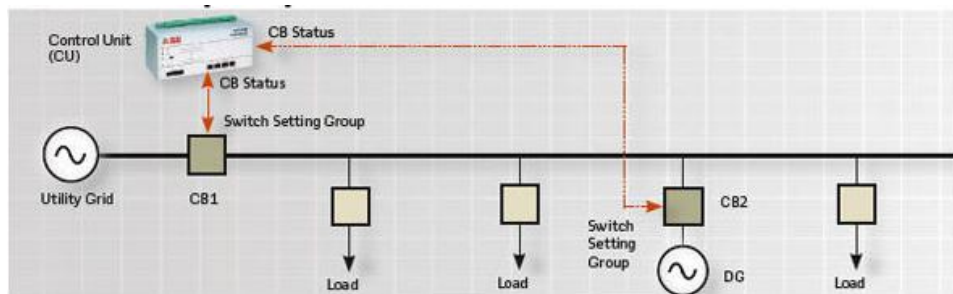 Control Unit
(CU)
ABB
CB Status
CB Status
Switch Setting Group
Utility Grid
CB1
CB2
Switch
Setting
Group
DG
Load
Load
Load